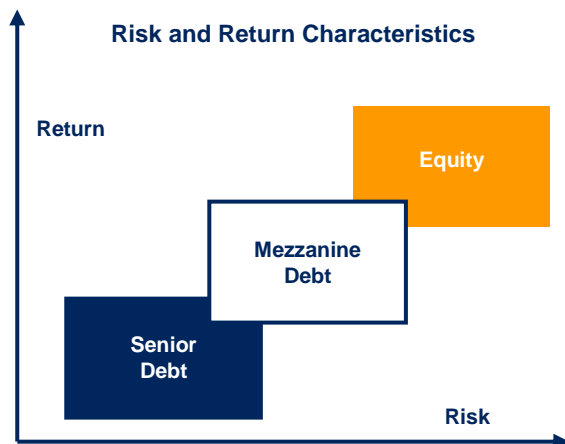 Risk and Return Characteristics
Return
Equity
Mezzanine
Debt
Senior
Debt
Risk